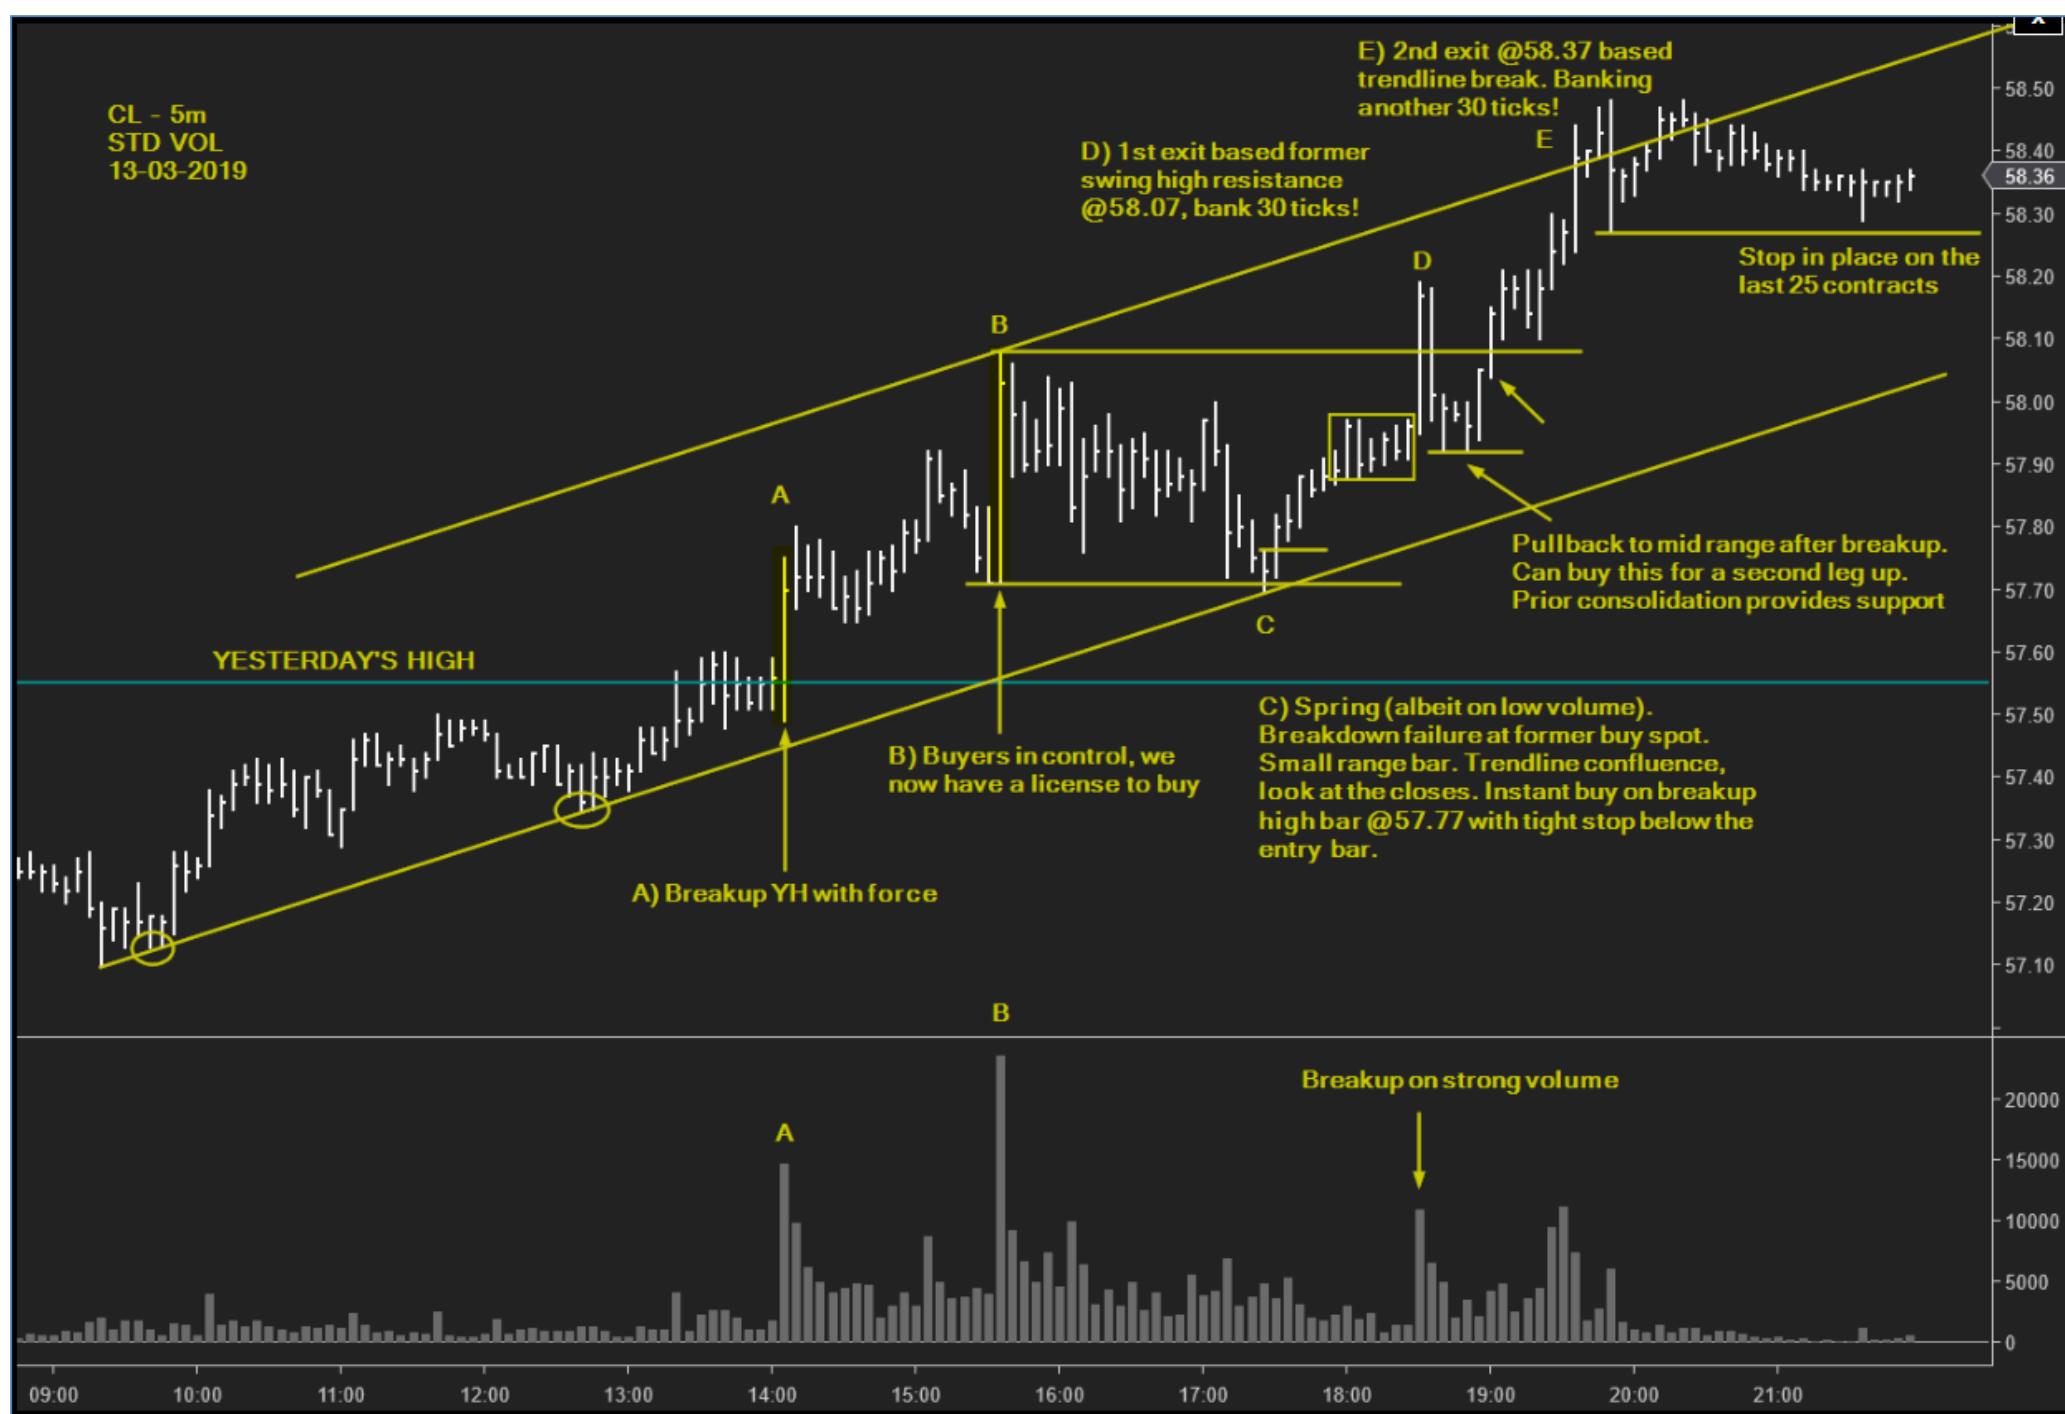 X
E) 2nd exit @58.37 based
trendline break. Banking
another 30 ticks!
CL - 5m
STD VOL
13-03-2019
D) 1st exit based former
swing high resistance
@58.07, bank 30 ticks!
E
D
B
A
Stop in place on the
last 25 contracts
Pullback to mid range after breakup.
Can buy this for a second leg up.
Prior consolidation provides support
C
YESTERDAY'S HIGH
C) Spring (albeit on low volume).
Breakdown failure at former buy spot.
Small range bar. Trendline confluence,
look at the closes. Instant buy on breakup
high bar @57.77 with tight stop below the
entry bar.
B) Buyers in control, we
now have a license to buy
A) Breakup YH with force
58.50
58.40
58.36
58.30
58.20
58.10
58.00
57.90
57.80
57.70
57.60
57.50
57.40
57.30
57.20
57.10
B
Breakup on strong volume
A
20000
15000
10000
5000
0
09:00 10:00 11:00 12:00 13:00 14:00 15:00 16:00 17:00 18:00 19:00 20:00 21:00